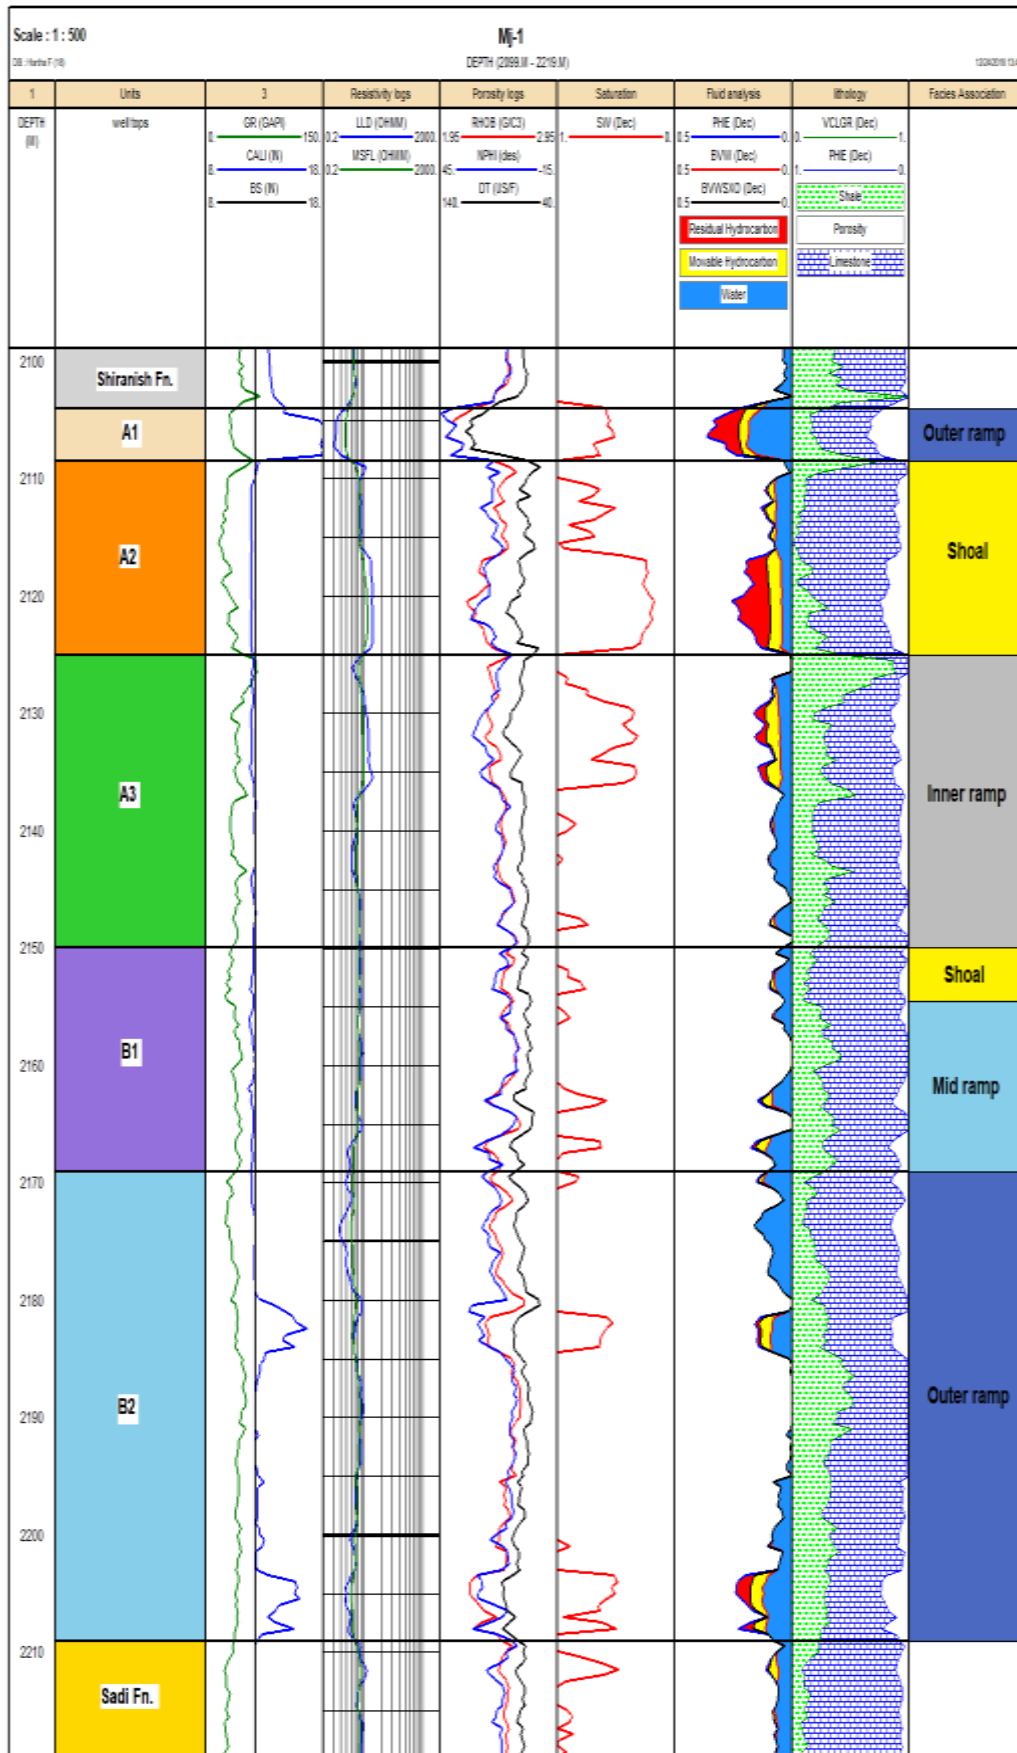 Scale : 1 : 500
Mj-1
DB : Hartha F (16)
DEPTH (2099.M - 2219.M)
1
Units
3
Resistivity logs
Porosity logs
Saturation
Fluid analysis
lithology
Facies Association
DEPTH
(M)
well tops
GR (GAPI)
0. 150.
CALI (IN)
8. 18.
BS (IN)
8. 18.
LLD (OHMM)
0.2 2000.
MSFL (OHMM)
0.2 2000.
RHOB (G/C3)
1.95 2.95
NPHI (des)
45. -15.
DT (US/F)
140. 40.
SW (Dec)
1. 0.
PHIE (Dec)
0.5 0.
BVW (Dec)
0.5 0.
BVWSXO (Dec)
0.5 0.
Residual Hydrocarbon
Movable Hydrocarbon
Water
VCLGR (Dec)
0. 1.
PHIE (Dec)
1. 0.
Shale
Porosity
Limestone
2100
Shiranish Fn.
A1
Outer ramp
2110
A2
Shoal
2120
2130
A3
Inner ramp
2140
2150
Shoal
B1
2160
Mid ramp
2170
2180
B2
Outer ramp
2190
2200
2210
Sadi Fn.